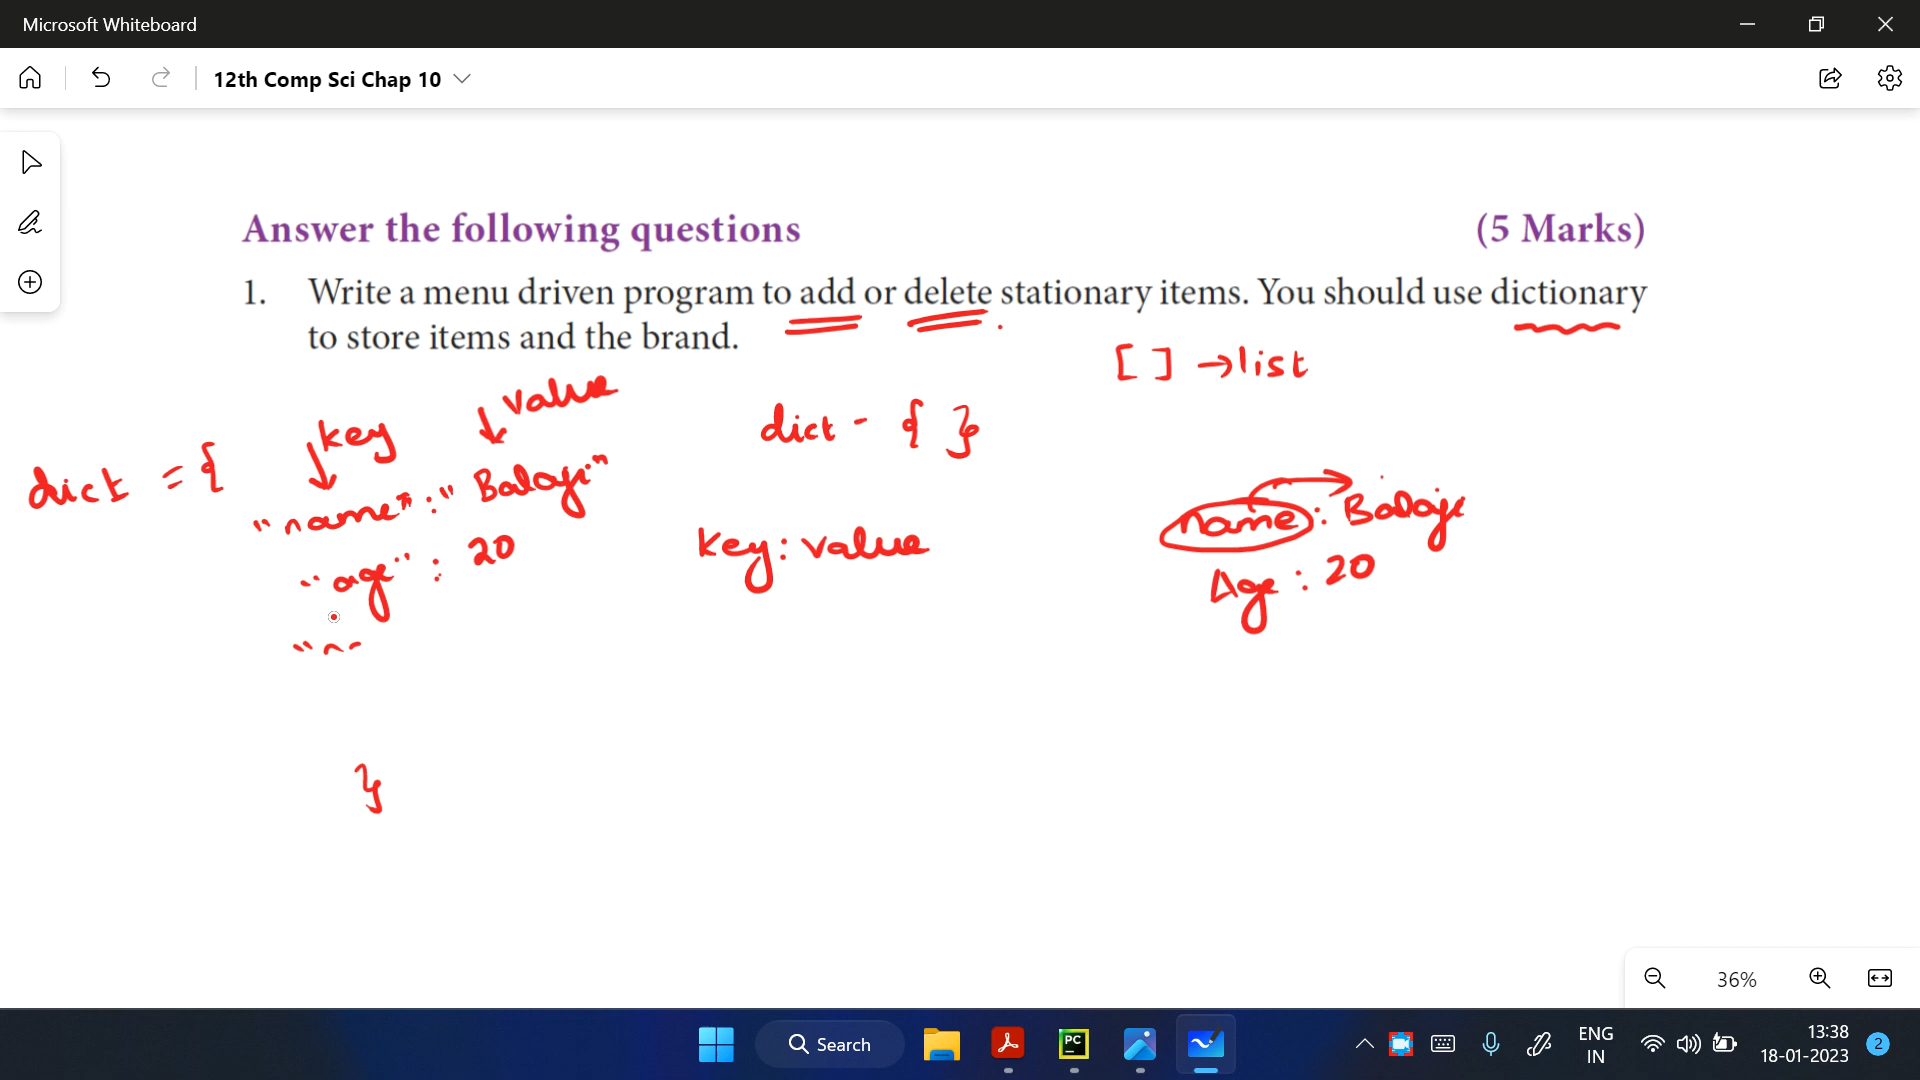 Microsoft Whiteboard
12th Comp Sci Chap 10
Answer the following questions (5 Marks)
1. Write a menu driven program to add or delete stationary items. You should use dictionary
to store items and the brand.
[ ] → list
key value
dict - { }
dict = {
"name" : "Balaji"
name : Balaji
"age" : 20
key : value
Age : 20
}
36%
PC
Search
ENG
IN
13:38
18-01-2023
2